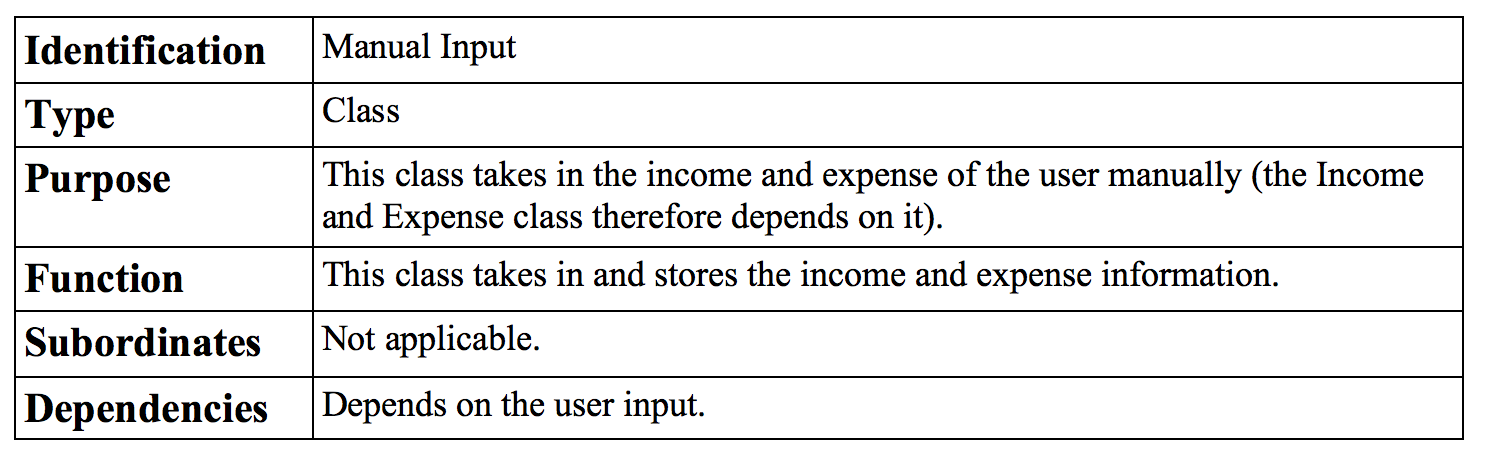 Identification Manual Input
Type Class
Purpose This class takes in the income and expense of the user manually (the Income
and Expense class therefore depends on it).
Function This class takes in and stores the income and expense information.
Subordinates Not applicable.
Dependencies Depends on the user input.